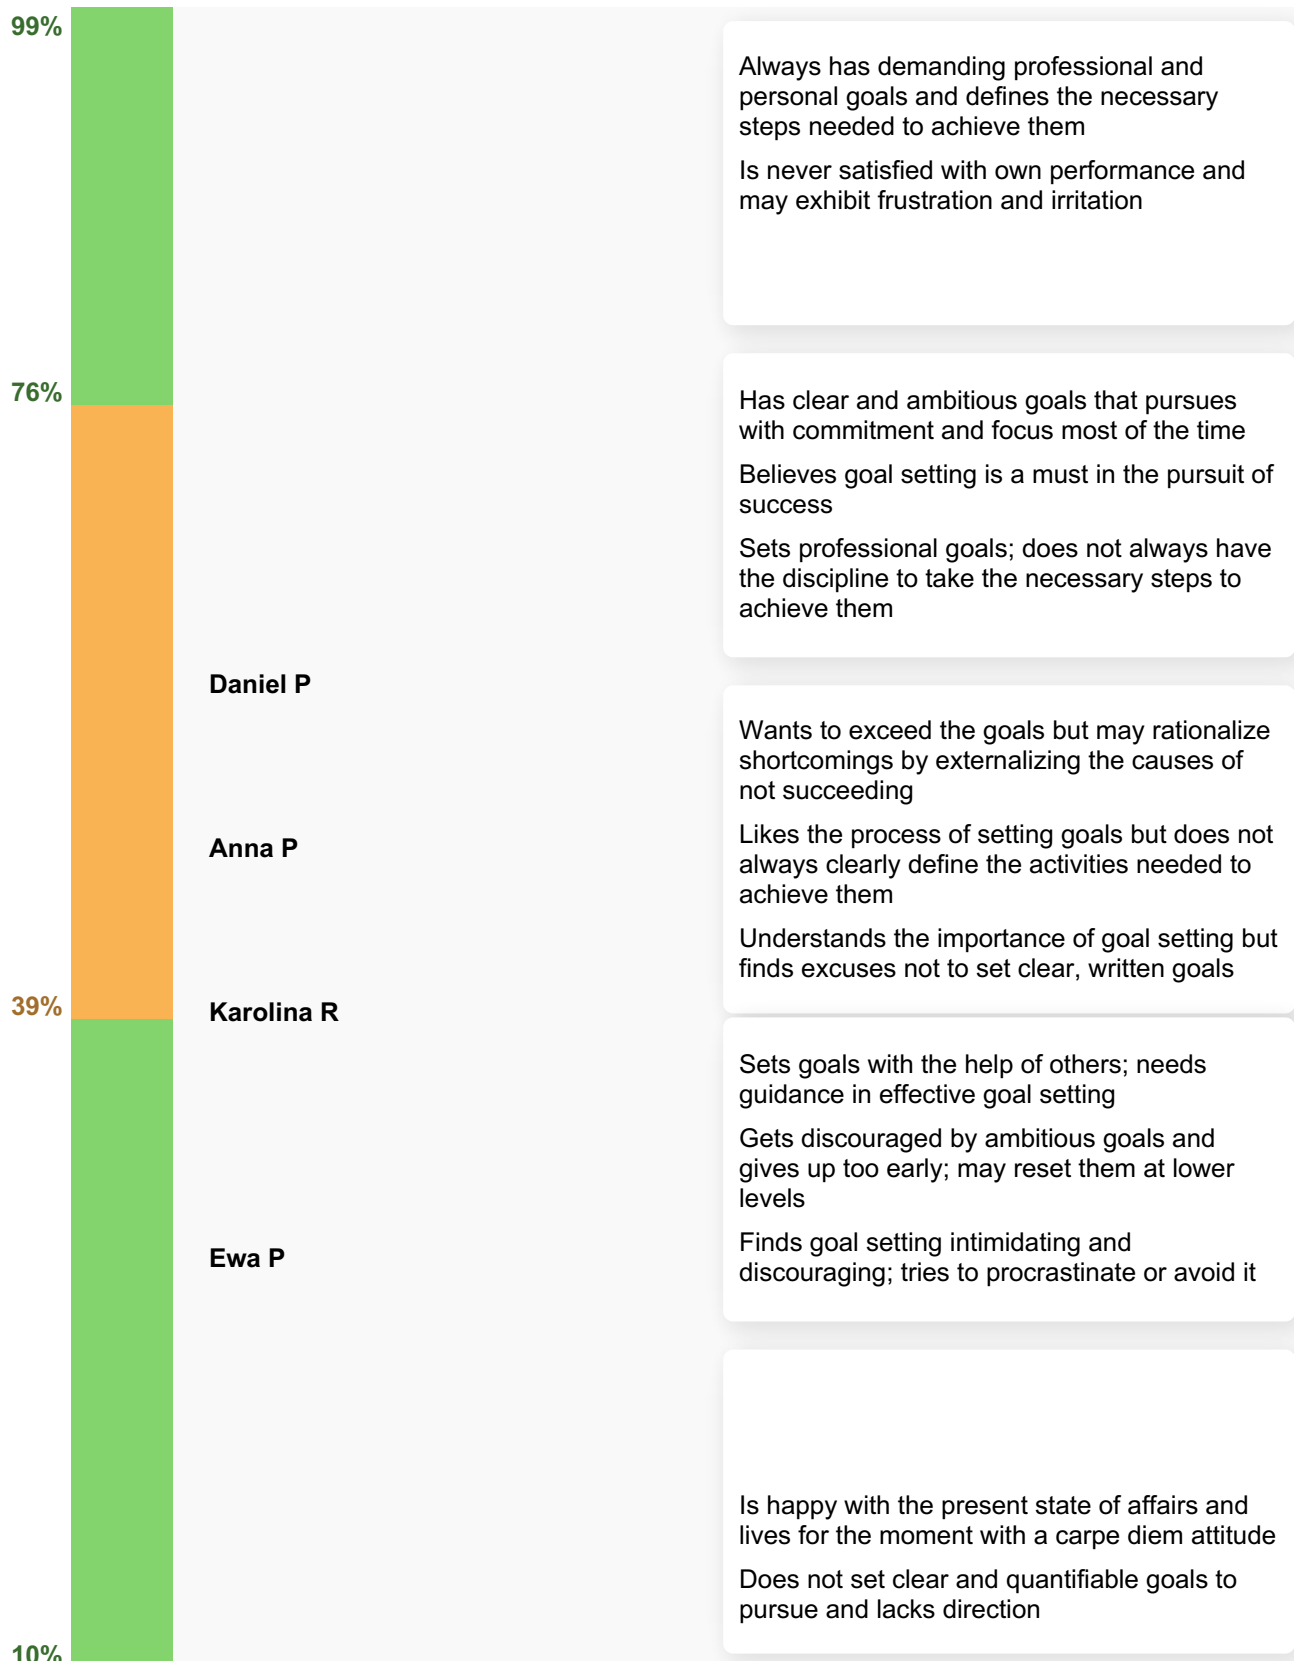 99%
Always has demanding professional and
personal goals and defines the necessary
steps needed to achieve them
Is never satisfied with own performance and
may exhibit frustration and irritation
76%
Has clear and ambitious goals that pursues
with commitment and focus most of the time
Believes goal setting is a must in the pursuit of
success
Sets professional goals; does not always have
the discipline to take the necessary steps to
achieve them
Daniel P
Wants to exceed the goals but may rationalize
shortcomings by externalizing the causes of
not succeeding
Anna P
Likes the process of setting goals but does not
always clearly define the activities needed to
achieve them
Understands the importance of goal setting but
finds excuses not to set clear, written goals
39%
Karolina R
Sets goals with the help of others; needs
guidance in effective goal setting
Gets discouraged by ambitious goals and
gives up too early; may reset them at lower
levels
Ewa P
Finds goal setting intimidating and
discouraging; tries to procrastinate or avoid it
Is happy with the present state of affairs and
lives for the moment with a carpe diem attitude
Does not set clear and quantifiable goals to
pursue and lacks direction
10%